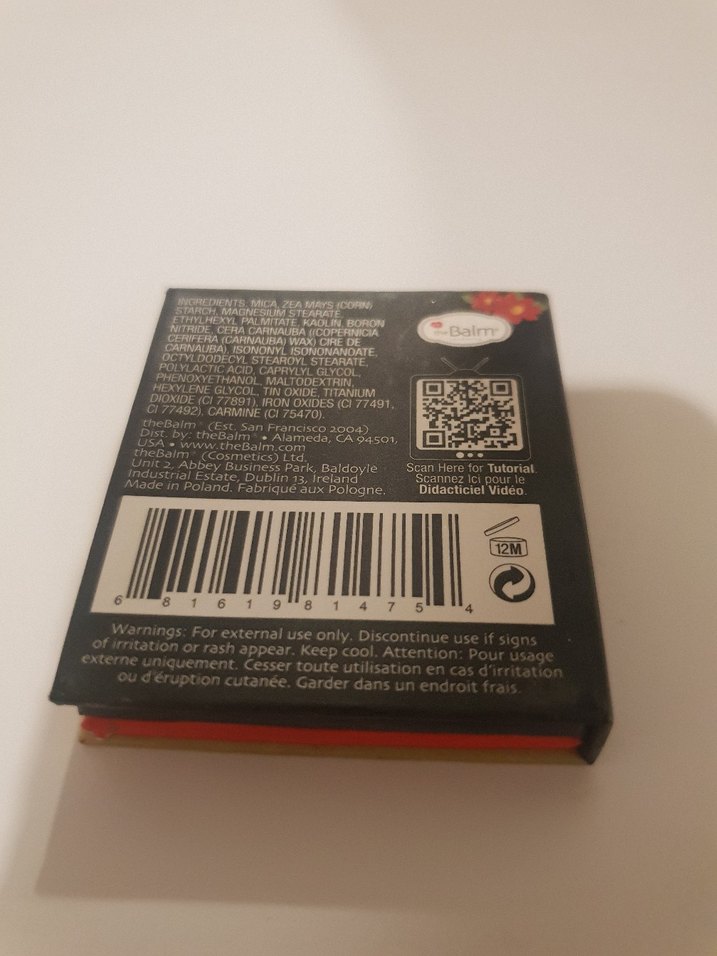 INGREDIENTS: MICA, ZEA MAYS (CORN)
STARCH, MAGNESIUM STEARATE,
ETHYLHEXYL PALMITATE, KAOLIN, BORON
NITRIDE, CERA CARNAUBA ((COPERNICIA
CERIFERA (CARNAUBA) WAX) CIRE DE
CARNAUBA), ISONONYL ISONONANOATE,
OCTYLDODECYL STEAROYL STEARATE,
POLYLACTIC ACID, CAPRYLYL GLYCOL,
PHENOXYETHANOL, MALTODEXTRIN,
HEXYLENE GLYCOL, TIN OXIDE, TITANIUM
DIOXIDE (CI 77891), IRON OXIDES (CI 77491,
CI 77492), CARMINE (CI 75470).
theBalm® (Est. San Francisco 2004)
Dist. by: theBalm® • Alameda, CA 94501,
USA • www.theBalm.com
theBalm® (Cosmetics) Ltd.
Unit 2, Abbey Business Park, Baldoyle
Industrial Estate, Dublin 13, Ireland
Made in Poland. Fabriqué aux Pologne.
theBalm®
Scan Here for Tutorial.
Scannez Ici pour le
Didacticiel Vidéo.
12M
6 81619 81475 4
Warnings: For external use only. Discontinue use if signs
of irritation or rash appear. Keep cool. Attention: Pour usage
externe uniquement. Cesser toute utilisation en cas d'irritation
ou d'éruption cutanée. Garder dans un endroit frais.